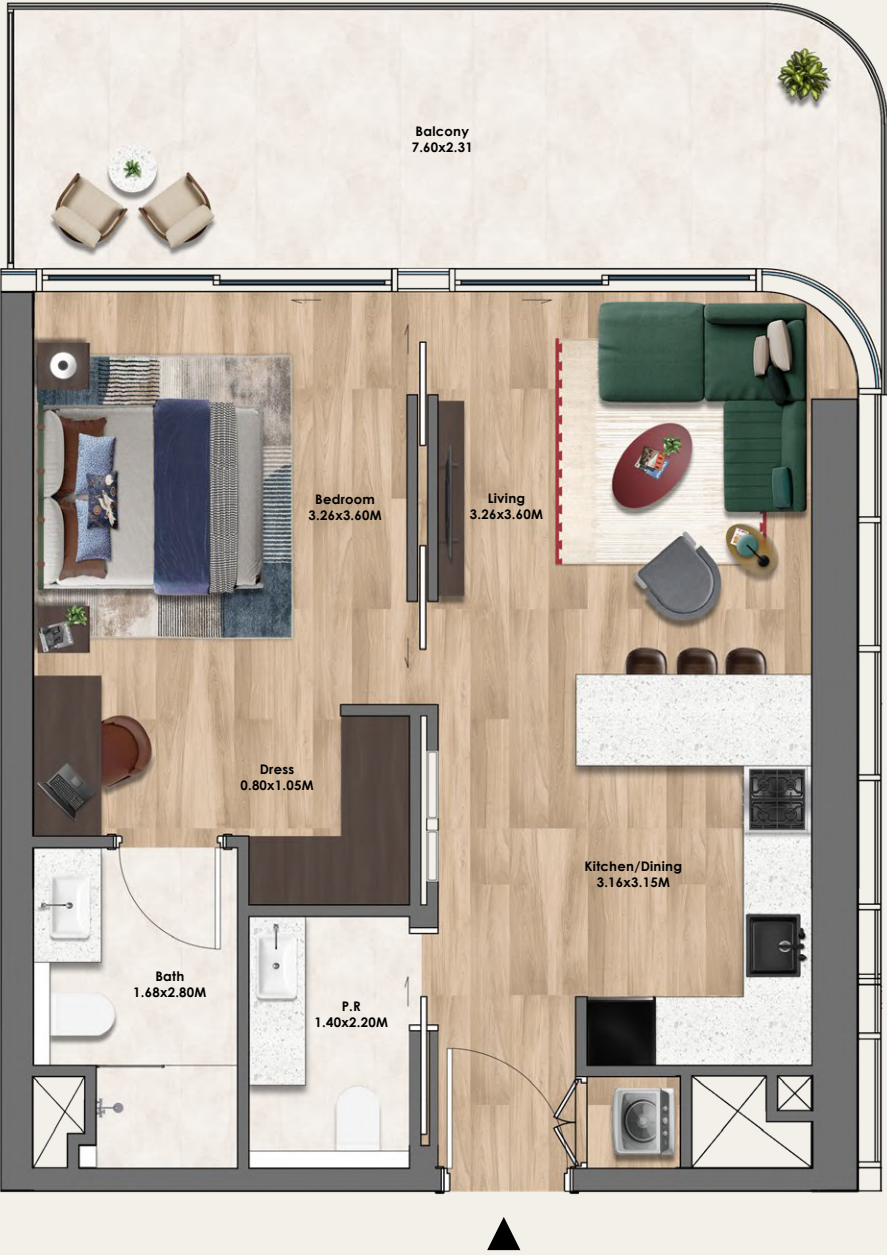 Balcony
7.60x2.31
Bedroom
3.26x3.60M
Living
3.26x3.60M
Dress
0.80x1.05M
Kitchen/Dining
3.16x3.15M
Bath
1.68x2.80M
P.R
1.40x2.20M